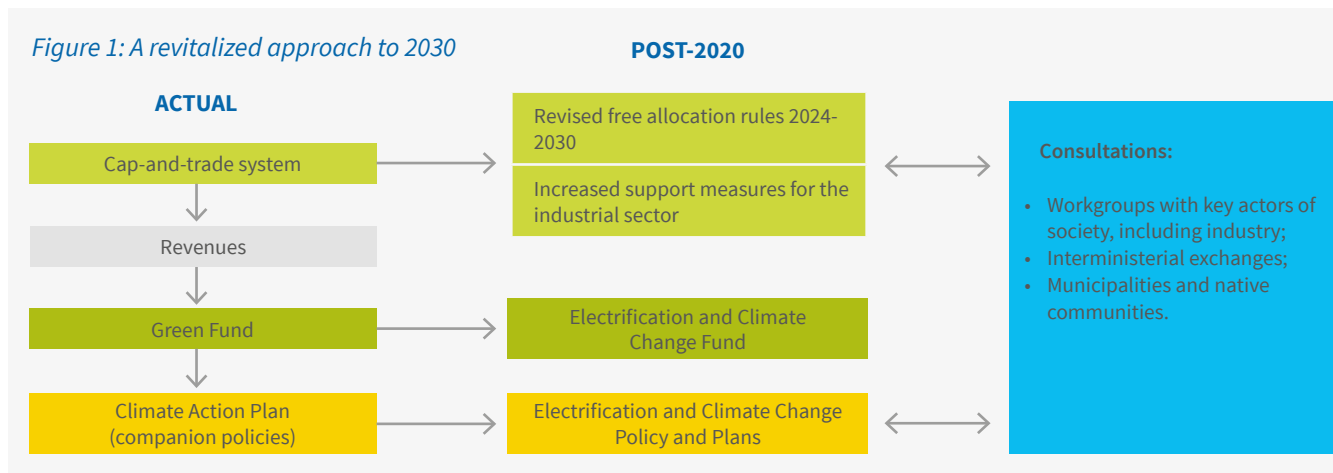 Figure 1: A revitalized approach to 2030
POST-2020
ACTUAL
Revised free allocation rules 2024-
2030
Cap-and-trade system
Increased support measures for the
industrial sector
Revenues
Green Fund
Electrification and Climate
Change Fund
Climate Action Plan
(companion policies)
Electrification and Climate Change
Policy and Plans
Consultations:
• Workgroups with key actors of
society, including industry;
• Interministerial exchanges;
• Municipalities and native
communities.